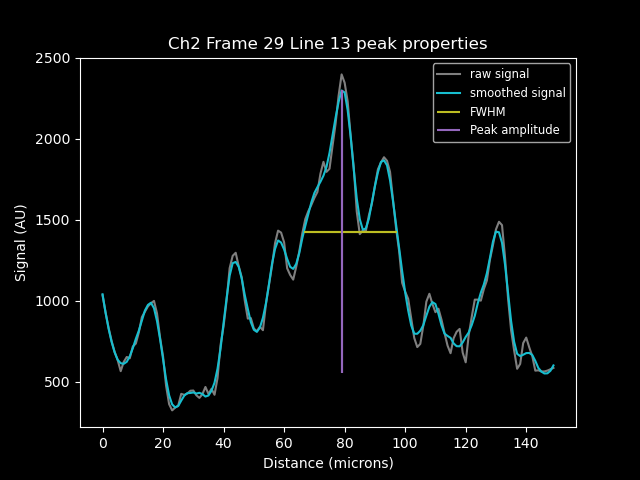 Ch2 Frame 29 Line 13 peak properties
raw signal
smoothed signal
FWHM
Peak amplitude
Signal (AU)
2500
2000
1500
1000
500
0 20 40 60 80 100 120 140
Distance (microns)